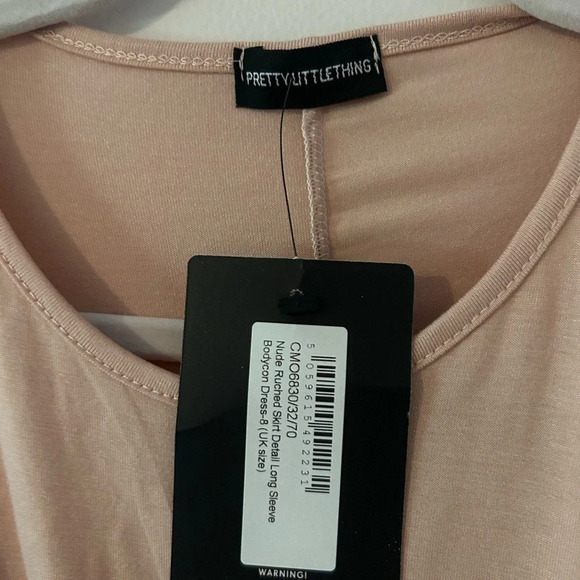 PRETTYLITTLETHING
CMO6830/32/70
Nude Ruched Skirt Detail Long Sleeve
Bodycon Dress-8 (UK size)
5 059615 492231
WARNING!